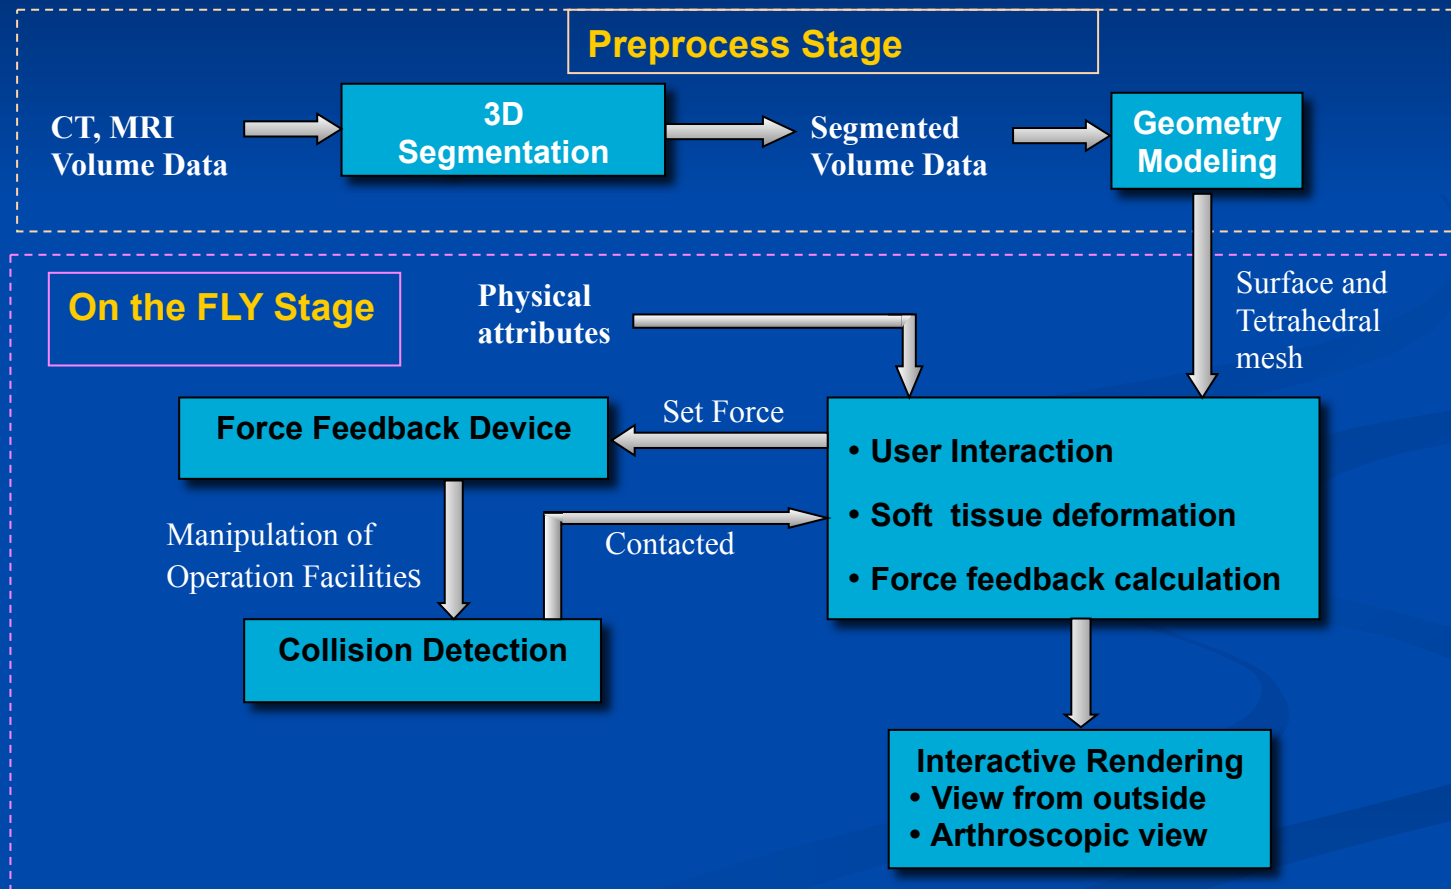 Preprocess Stage
CT, MRI
Volume Data
3D
Segmentation
Segmented
Volume Data
Geometry
Modeling
On the FLY Stage
Physical
attributes
Surface and
Tetrahedral
mesh
Force Feedback Device
Set Force
• User Interaction
• Soft tissue deformation
• Force feedback calculation
Manipulation of
Operation Facilities
Contacted
Collision Detection
Interactive Rendering
• View from outside
• Arthroscopic view